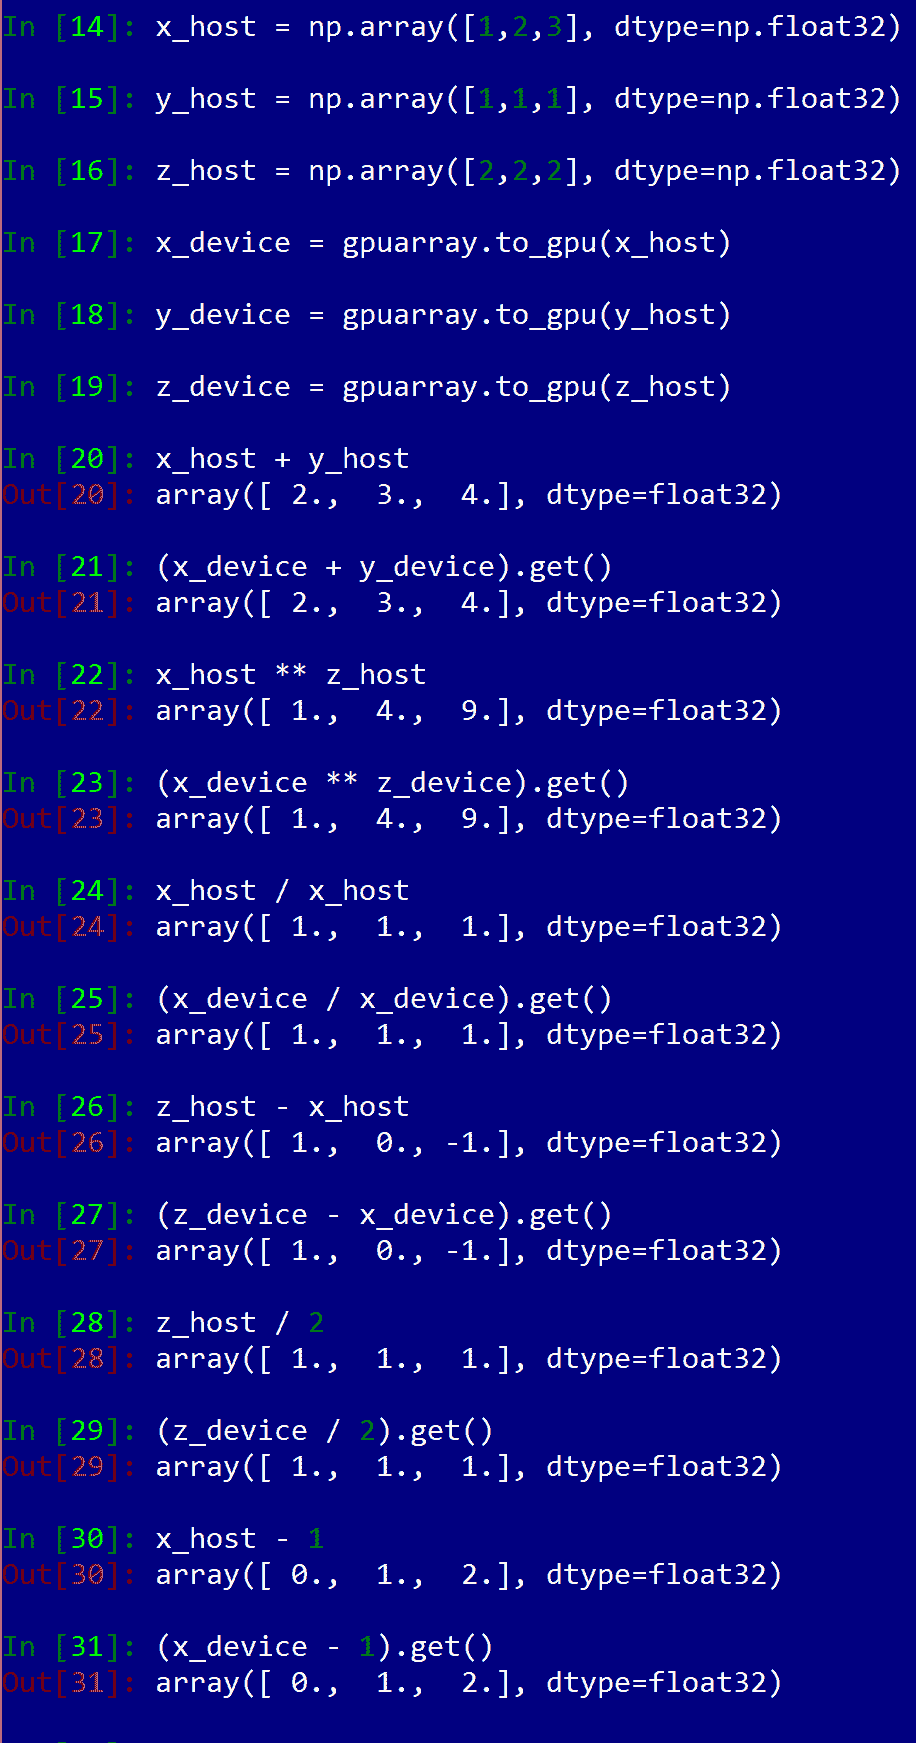 In [14]: x_host = np.array([1,2,3], dtype=np.float32)
In [15]: y_host = np.array([1,1,1], dtype=np.float32)
In [16]: z_host = np.array([2,2,2], dtype=np.float32)
In [17]: x_device = gpuarray.to_gpu(x_host)
In [18]: y_device = gpuarray.to_gpu(y_host)
In [19]: z_device = gpuarray.to_gpu(z_host)
In [20]: x_host + y_host
Out[20]: array([ 2.,  3.,  4.], dtype=float32)
In [21]: (x_device + y_device).get()
Out[21]: array([ 2.,  3.,  4.], dtype=float32)
In [22]: x_host ** z_host
Out[22]: array([ 1.,  4.,  9.], dtype=float32)
In [23]: (x_device ** z_device).get()
Out[23]: array([ 1.,  4.,  9.], dtype=float32)
In [24]: x_host / x_host
Out[24]: array([ 1.,  1.,  1.], dtype=float32)
In [25]: (x_device / x_device).get()
Out[25]: array([ 1.,  1.,  1.], dtype=float32)
In [26]: z_host - x_host
Out[26]: array([ 1.,  0., -1.], dtype=float32)
In [27]: (z_device - x_device).get()
Out[27]: array([ 1.,  0., -1.], dtype=float32)
In [28]: z_host / 2
Out[28]: array([ 1.,  1.,  1.], dtype=float32)
In [29]: (z_device / 2).get()
Out[29]: array([ 1.,  1.,  1.], dtype=float32)
In [30]: x_host - 1
Out[30]: array([ 0.,  1.,  2.], dtype=float32)
In [31]: (x_device - 1).get()
Out[31]: array([ 0.,  1.,  2.], dtype=float32)